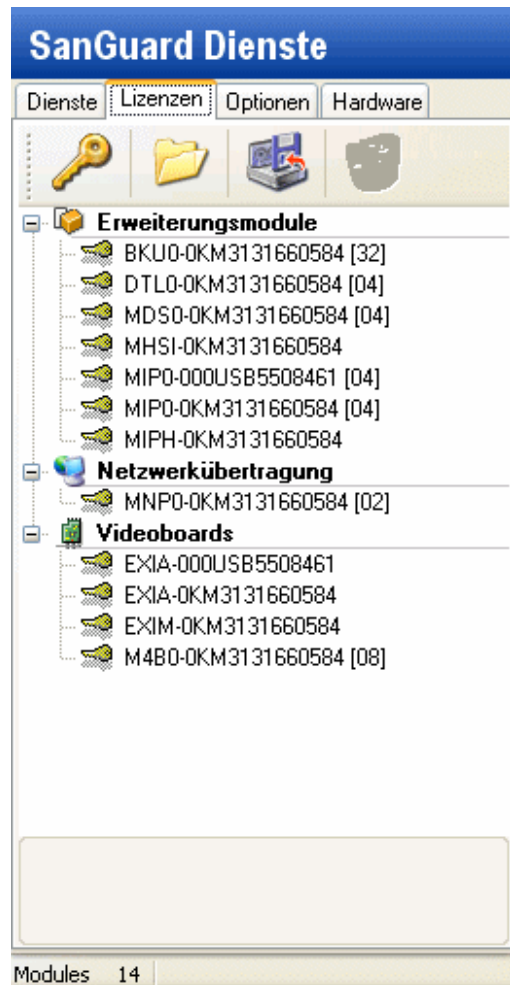 SanGuard Dienste
Dienste Lizenzen Optionen Hardware
Erweiterungsmodule
BKU0-0KM3131660584 [32]
DTL0-0KM3131660584 [04]
MDS0-0KM3131660584 [04]
MHSI-0KM3131660584
MIP0-000USB5508461 [04]
MIP0-0KM3131660584 [04]
MIPH-0KM3131660584
Netzwerkübertragung
MNP0-0KM3131660584 [02]
Videoboards
EXIA-000USB5508461
EXIA-0KM3131660584
EXIM-0KM3131660584
M4B0-0KM3131660584 [08]
Modules 14